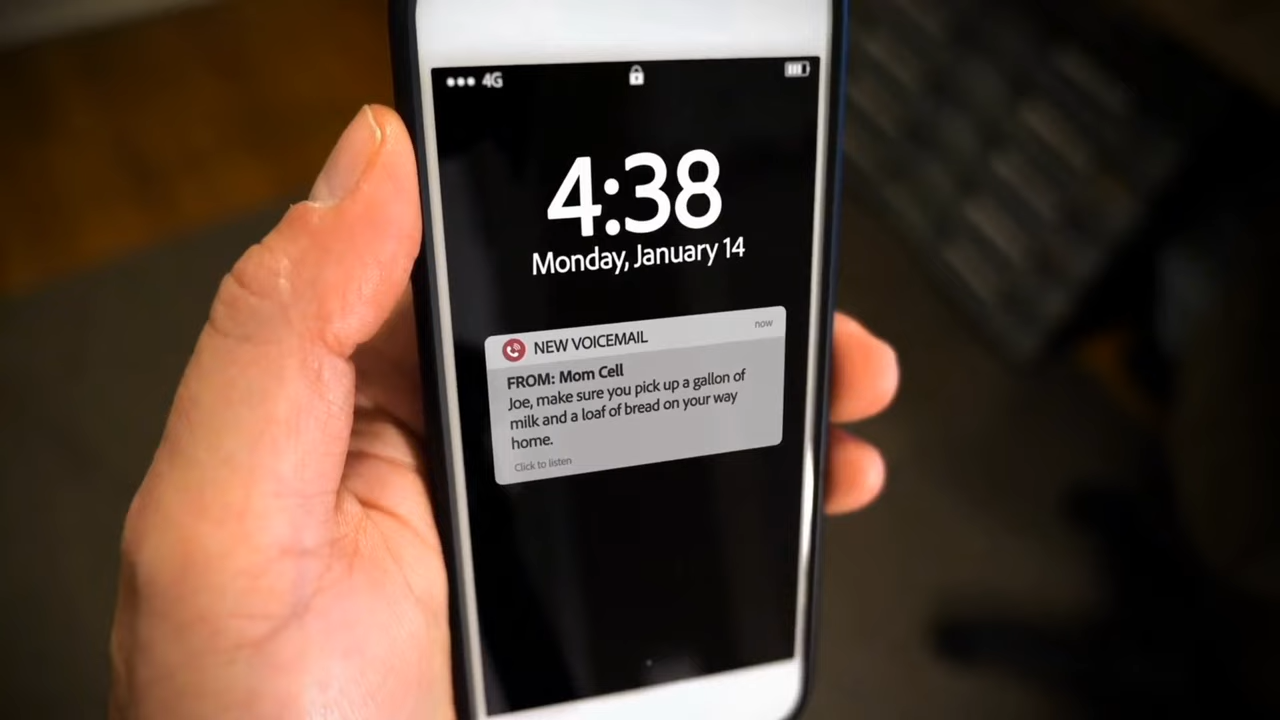 4G
4:38
Monday, January 14
NEW VOICEMAIL
now
FROM: Mom Cell
Joe, make sure you pick up a gallon of
milk and a loaf of bread on your way
home.
Click to listen